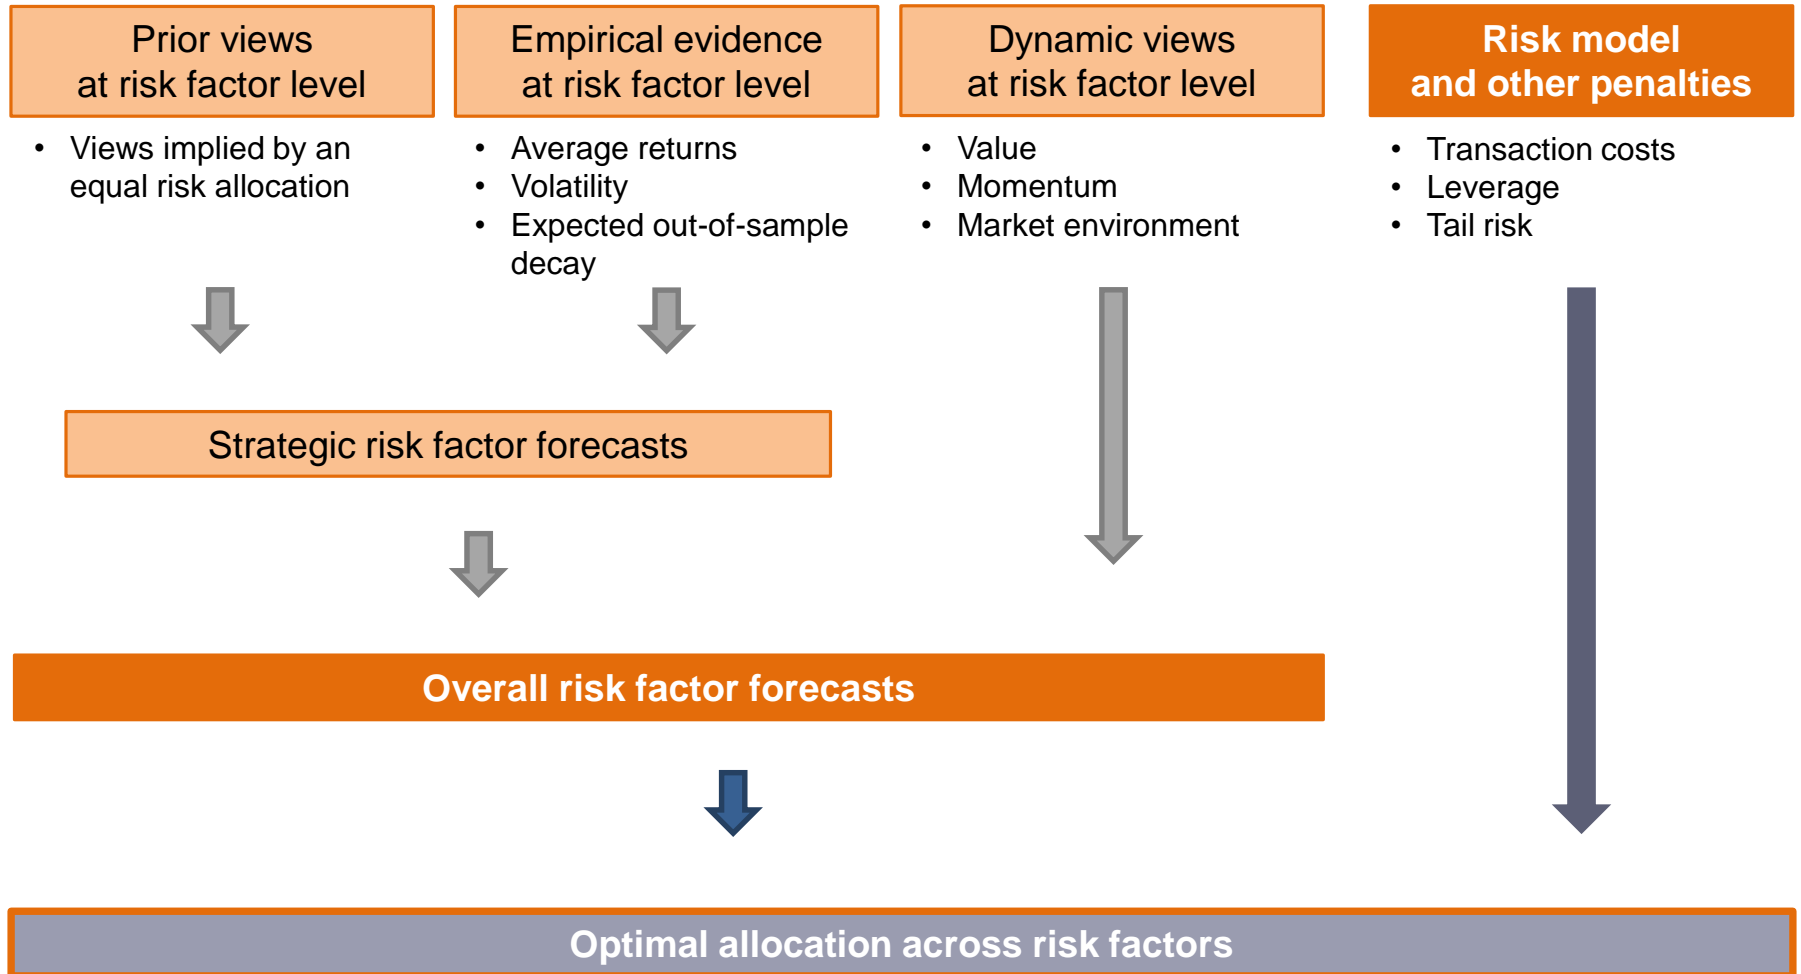 Prior views
at risk factor level
• Views implied by an
equal risk allocation
Empirical evidence
at risk factor level
• Average returns
• Volatility
• Expected out-of-sample
decay
Dynamic views
at risk factor level
• Value
• Momentum
• Market environment
Risk model
and other penalties
• Transaction costs
• Leverage
• Tail risk
Strategic risk factor forecasts
Overall risk factor forecasts
Optimal allocation across risk factors